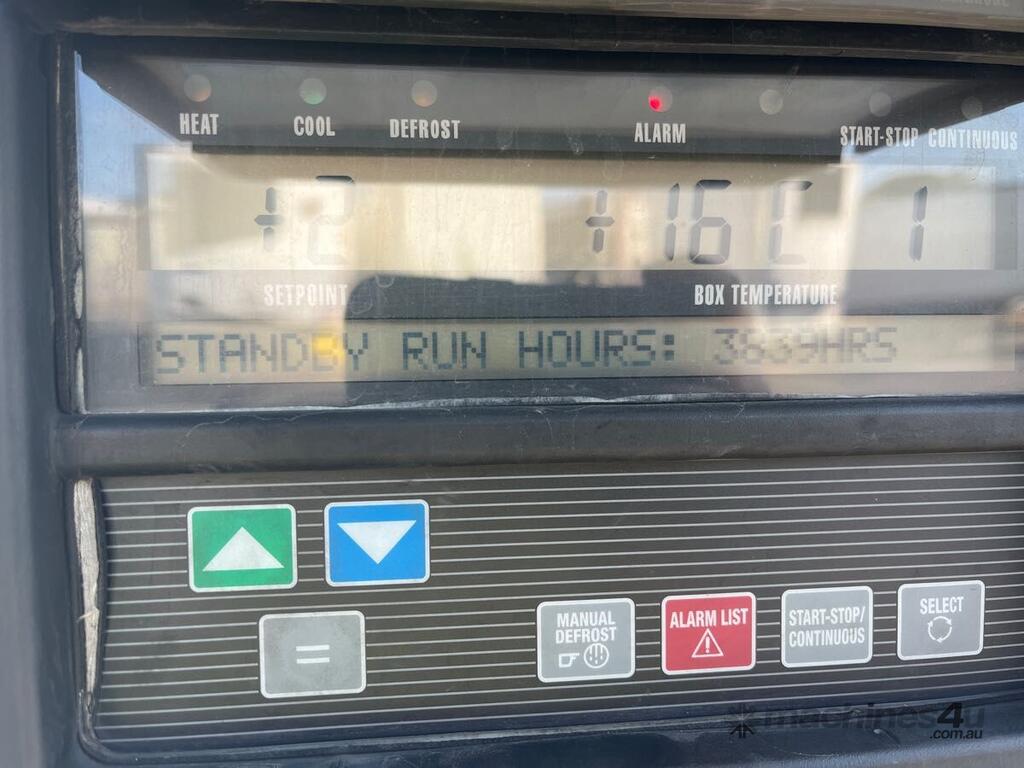 HEAT COOL DEFROST ALARM START-STOP CONTINUOUS
+2 +16C 1
SETPOINT BOX TEMPERATURE
STANDBY RUN HOURS: 3639HRS
=
MANUAL DEFROST
ALARM LIST
START-STOP/
CONTINUOUS
SELECT
machines4u
.com.au